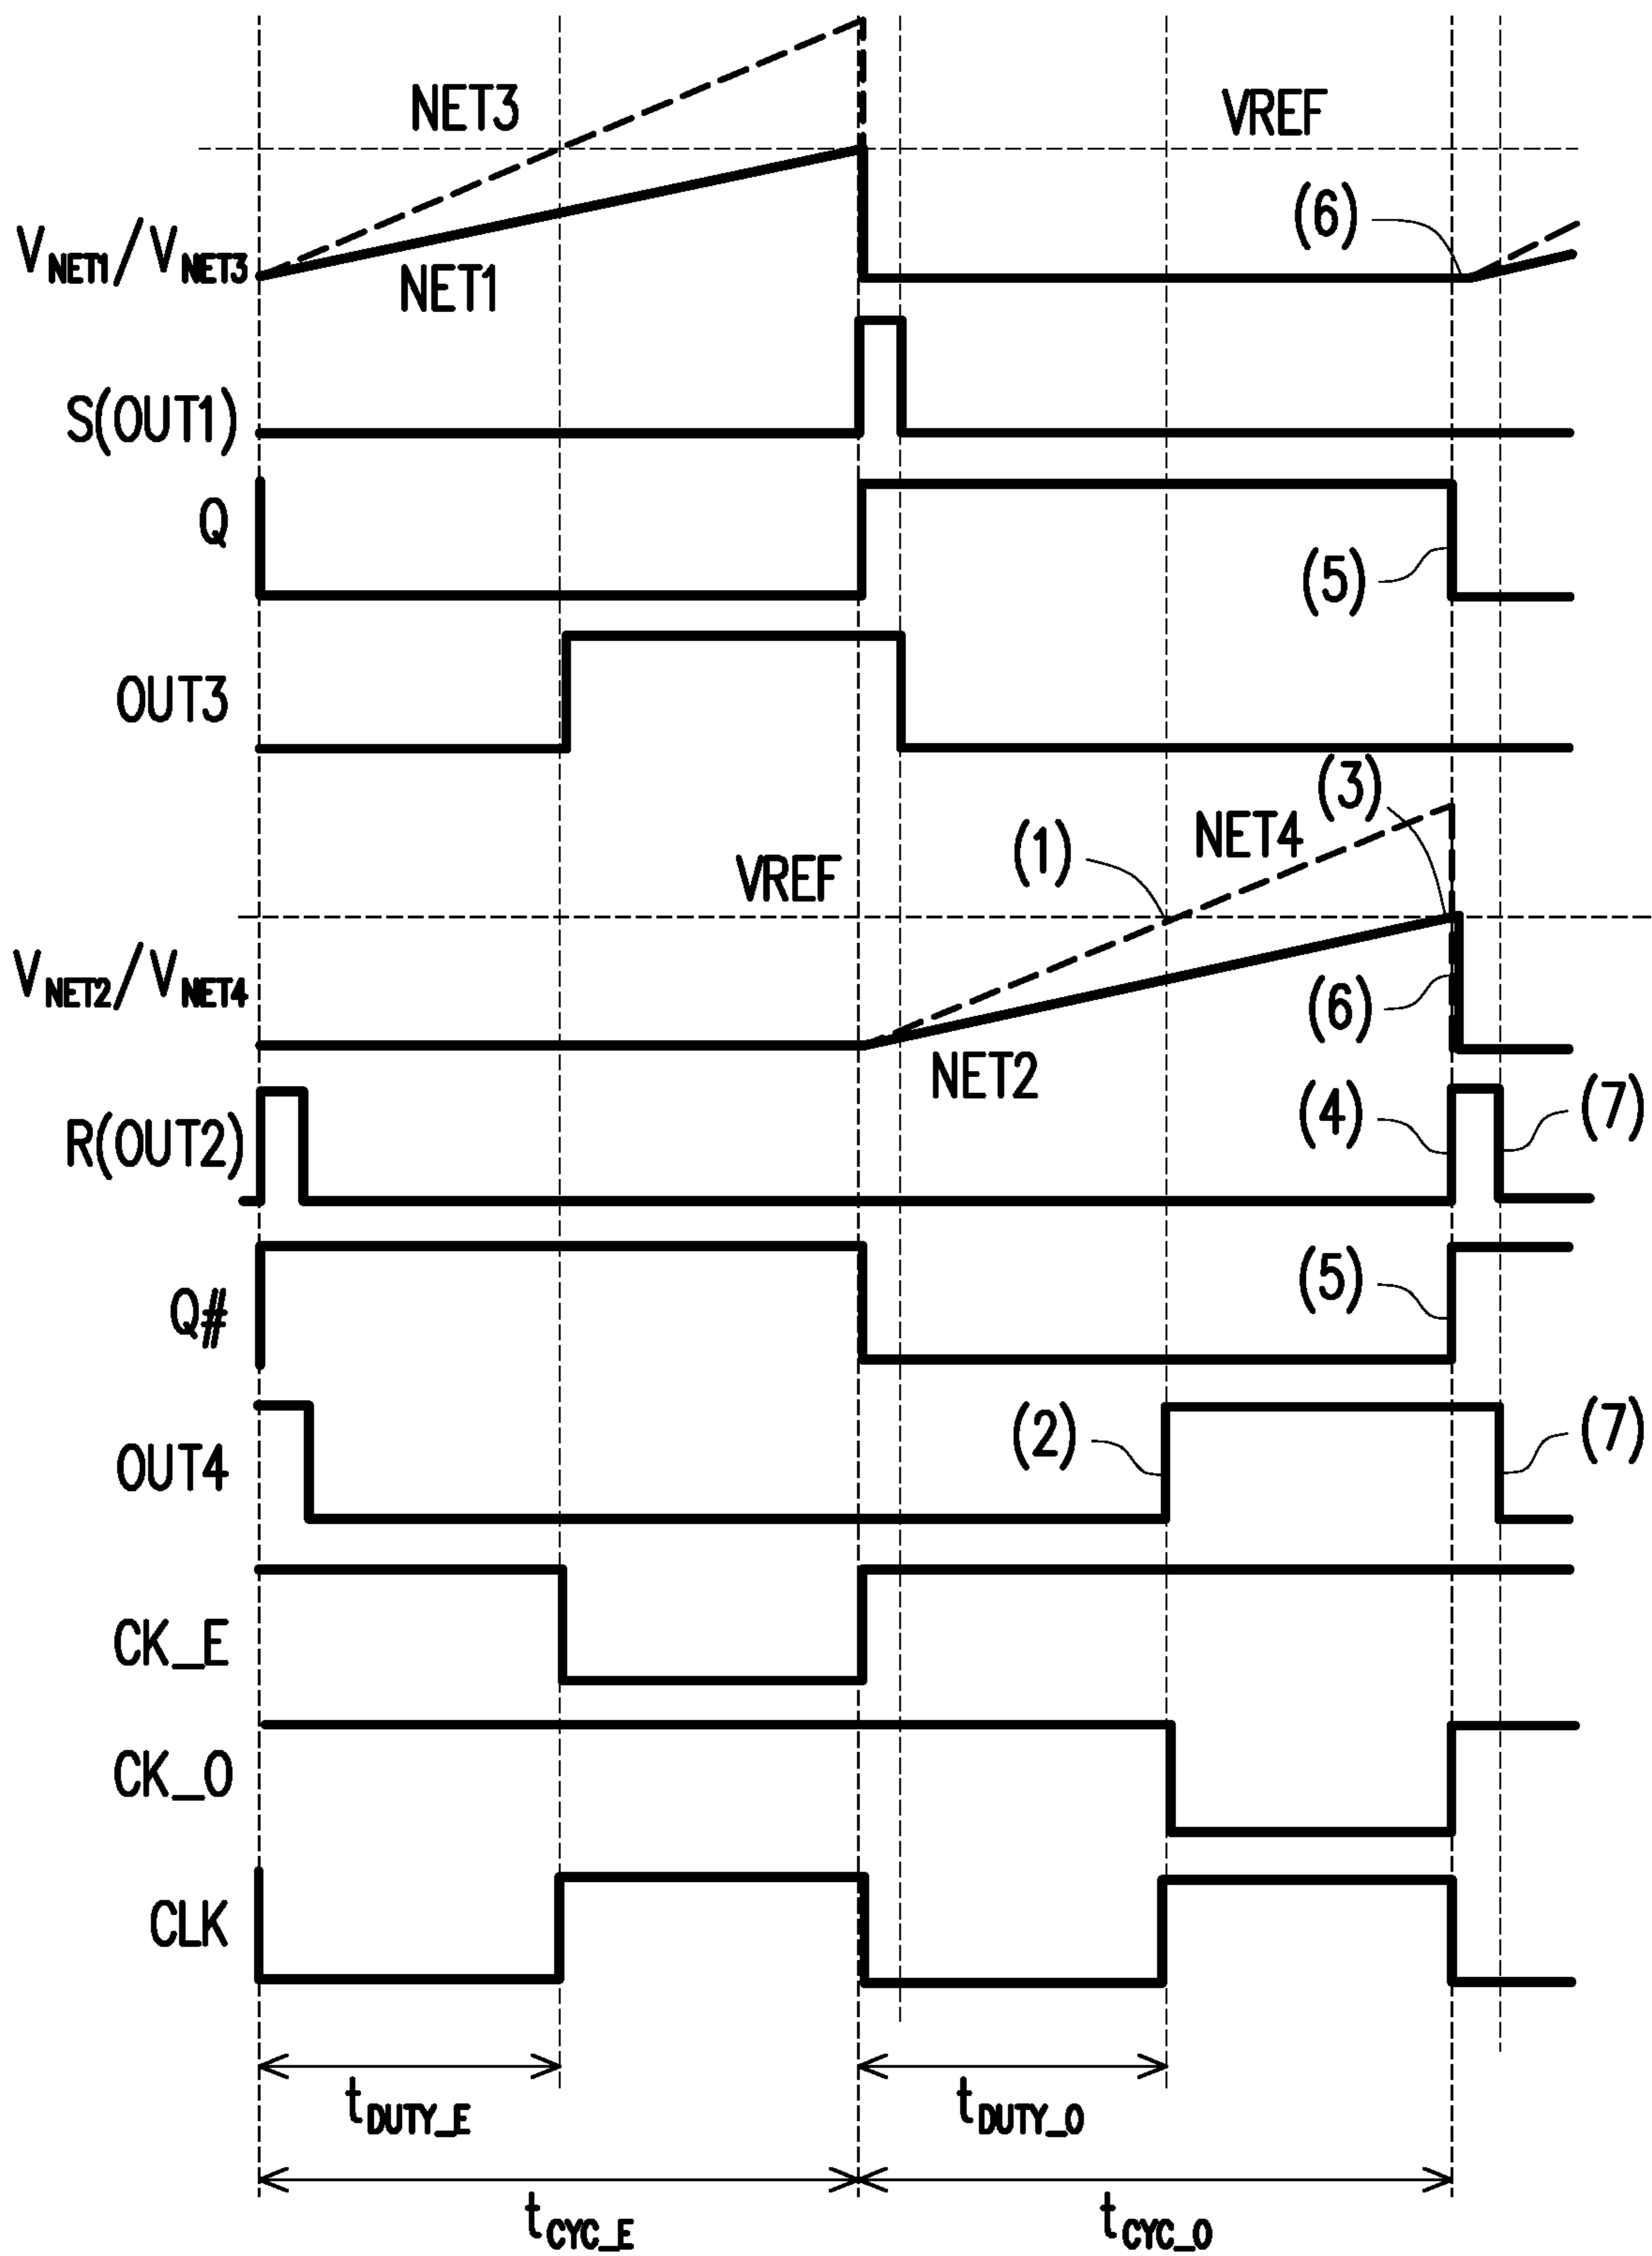 NET3
VREF
(6)
VNET1/VNET3
NET1
S(OUT1)
Q
(5)
OUT3
(3)
(1)
NET4
VREF
VNET2/VNET4
(6)
NET2
(4)
(7)
R(OUT2)
(5)
Q#
(2)
(7)
OUT4
CK_E
CK_O
CLK
tDUTY_E
tDUTY_O
tCYC_E
tCYC_O